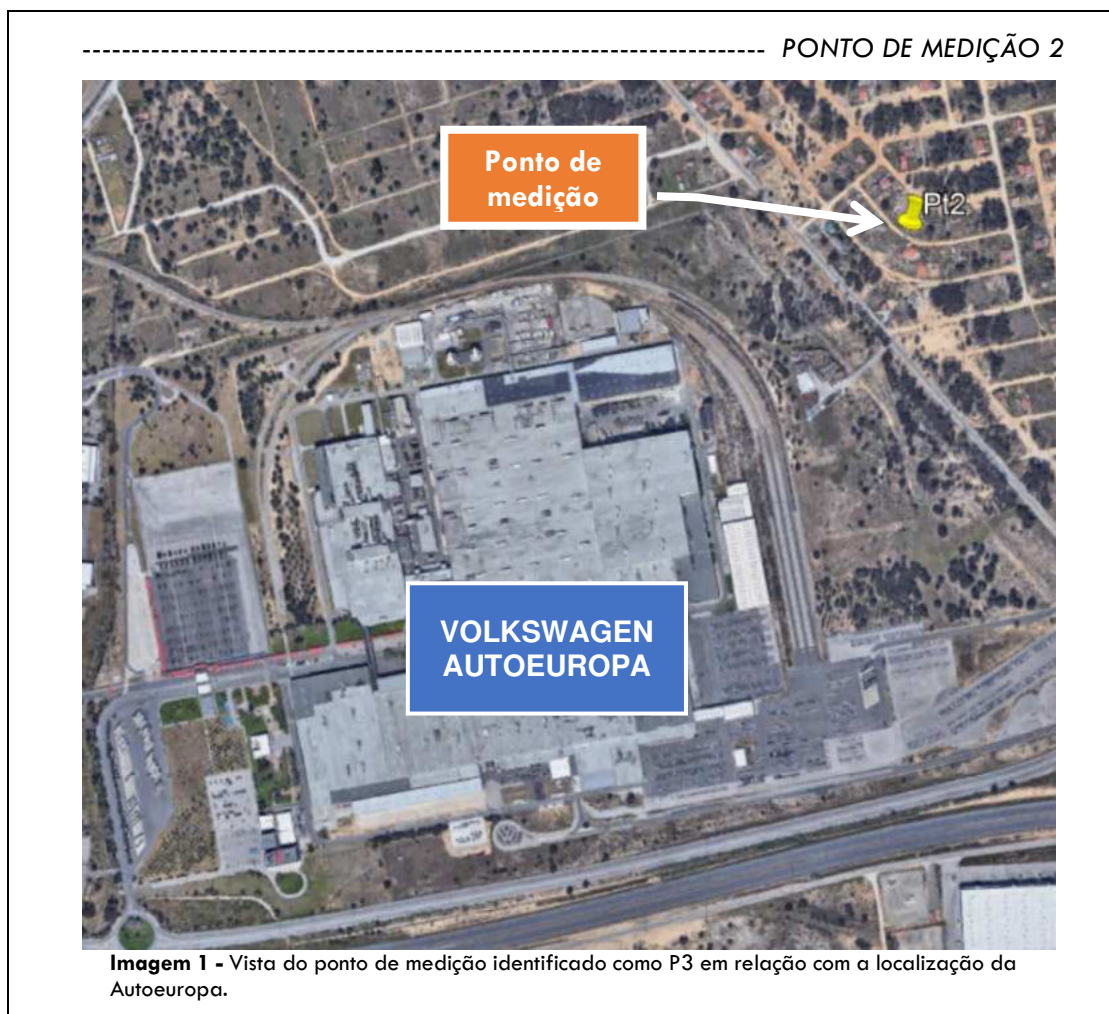 PONTO DE MEDIÇÃO 2
Ponto de
medição
Pt2
VOLKSWAGEN
AUTOEUROPA
Imagem 1 - Vista do ponto de medição identificado como P3 em relação com a localização da
Autoeuropa.